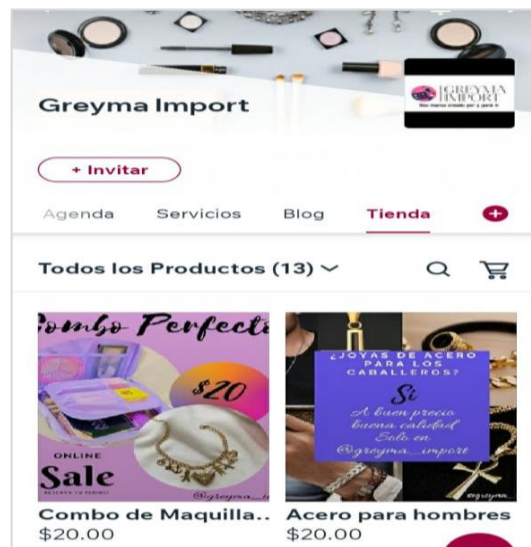 Greyma Import
GREYMA
IMPORT
+ Invitar
Agenda
Servicios
Blog
Tienda
Todos los Productos (13)
Combo Perfecto
$20
ONLINE
Sale
¿JOYAS DE ACERO
PARA LOS
CABALLEROS?
Si
A buen precio
buena calidad
Solo en
@greyma_import
Combo de Maquilla..
$20.00
Acero para hombres
$20.00